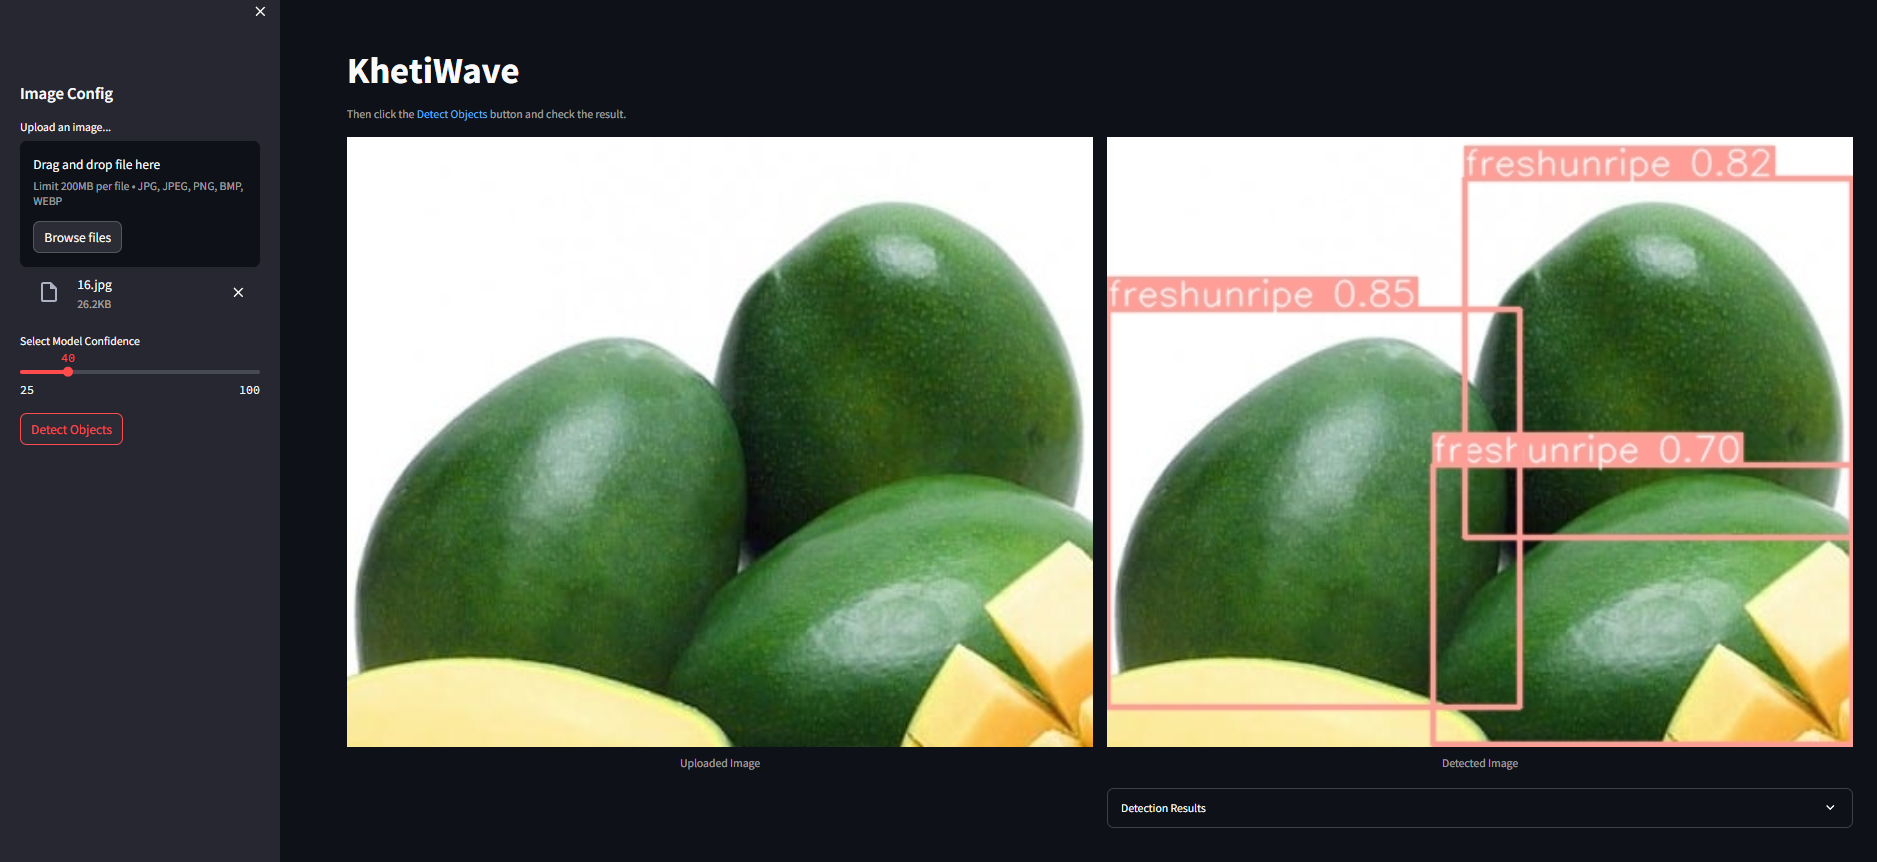 Image Config
Upload an image...
Drag and drop file here
Limit 200MB per file • JPG, JPEG, PNG, BMP,
WEBP
Browse files
16.jpg
26.2KB
Select Model Confidence
40
25 100
Detect Objects
KhetiWave
Then click the Detect Objects button and check the result.
freshunripe 0.82
freshunripe 0.85
freshunripe 0.70
Uploaded Image
Detected Image
Detection Results